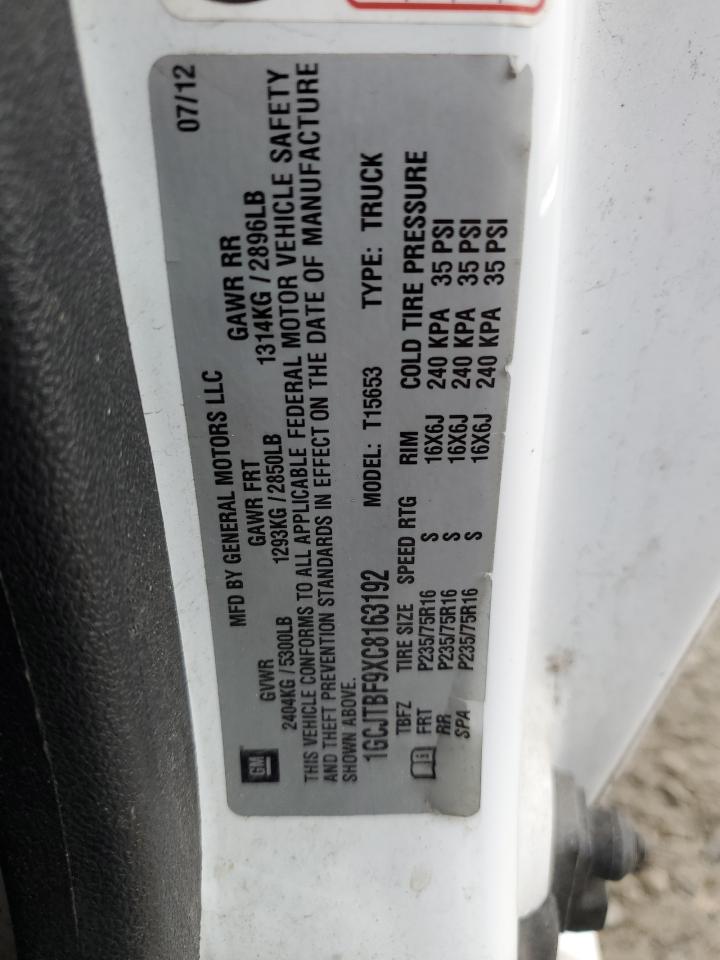 MFD BY GENERAL MOTORS LLC 07/12
GVWR GAWR FRT GAWR RR
2404KG / 5300LB 1293KG / 2850LB 1314KG / 2896LB
THIS VEHICLE CONFORMS TO ALL APPLICABLE FEDERAL MOTOR VEHICLE SAFETY
AND THEFT PREVENTION STANDARDS IN EFFECT ON THE DATE OF MANUFACTURE
SHOWN ABOVE.
GM
1GCJTBF9XC8163192 MODEL: T15653 TYPE: TRUCK
TBFZ TIRE SIZE SPEED RTG RIM COLD TIRE PRESSURE
FRT P235/75R16 S 16X6J 240 KPA 35 PSI
RR P235/75R16 S 16X6J 240 KPA 35 PSI
SPA P235/75R16 S 16X6J 240 KPA 35 PSI